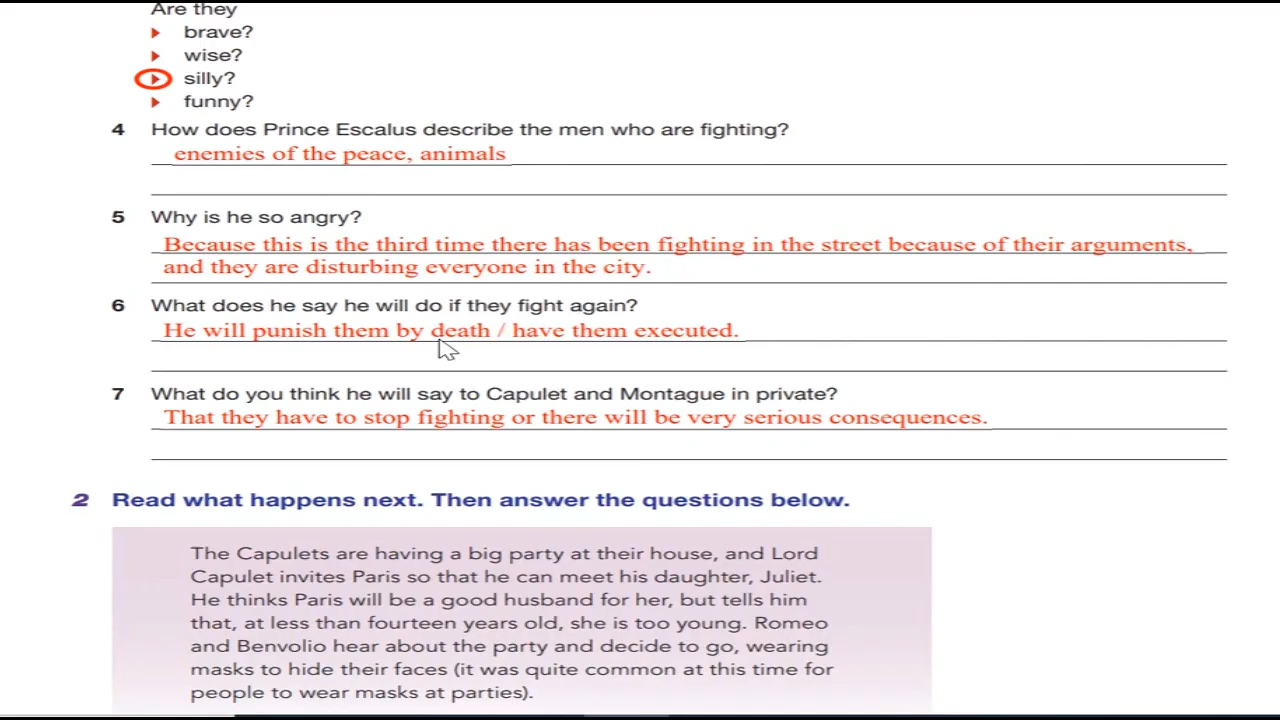 Are they
brave?
wise?
silly?
funny?
4 How does Prince Escalus describe the men who are fighting?
enemies of the peace, animals
5 Why is he so angry?
Because this is the third time there has been fighting in the street because of their arguments,
and they are disturbing everyone in the city.
6 What does he say he will do if they fight again?
He will punish them by death / have them executed.
7 What do you think he will say to Capulet and Montague in private?
That they have to stop fighting or there will be very serious consequences.
2 Read what happens next. Then answer the questions below.
The Capulets are having a big party at their house, and Lord
Capulet invites Paris so that he can meet his daughter, Juliet.
He thinks Paris will be a good husband for her, but tells him
that, at less than fourteen years old, she is too young. Romeo
and Benvolio hear about the party and decide to go, wearing
masks to hide their faces (it was quite common at this time for
people to wear masks at parties).